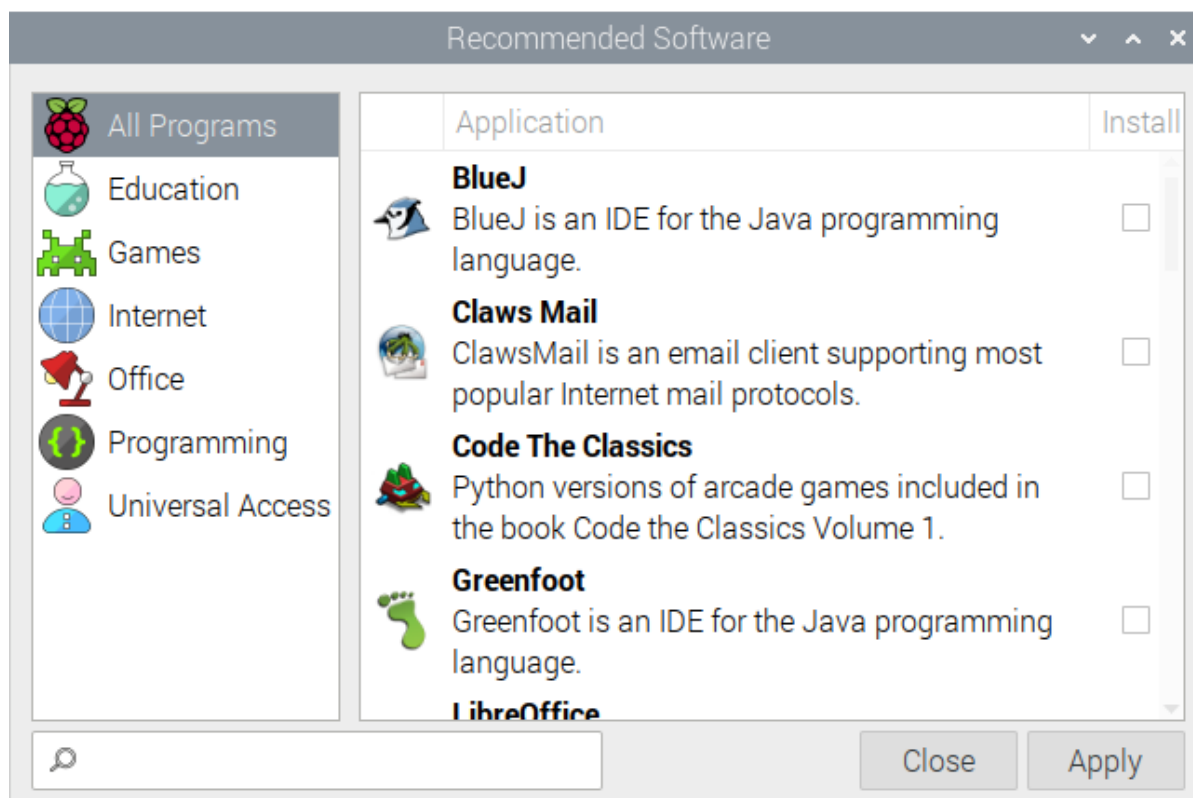 Recommended Software
All Programs
Education
Games
Internet
Office
Programming
Universal Access
Application
Install
BlueJ
BlueJ is an IDE for the Java programming
language.
Claws Mail
ClawsMail is an email client supporting most
popular Internet mail protocols.
Code The Classics
Python versions of arcade games included in
the book Code the Classics Volume 1.
Greenfoot
Greenfoot is an IDE for the Java programming
language.
LibreOffice
Close
Apply